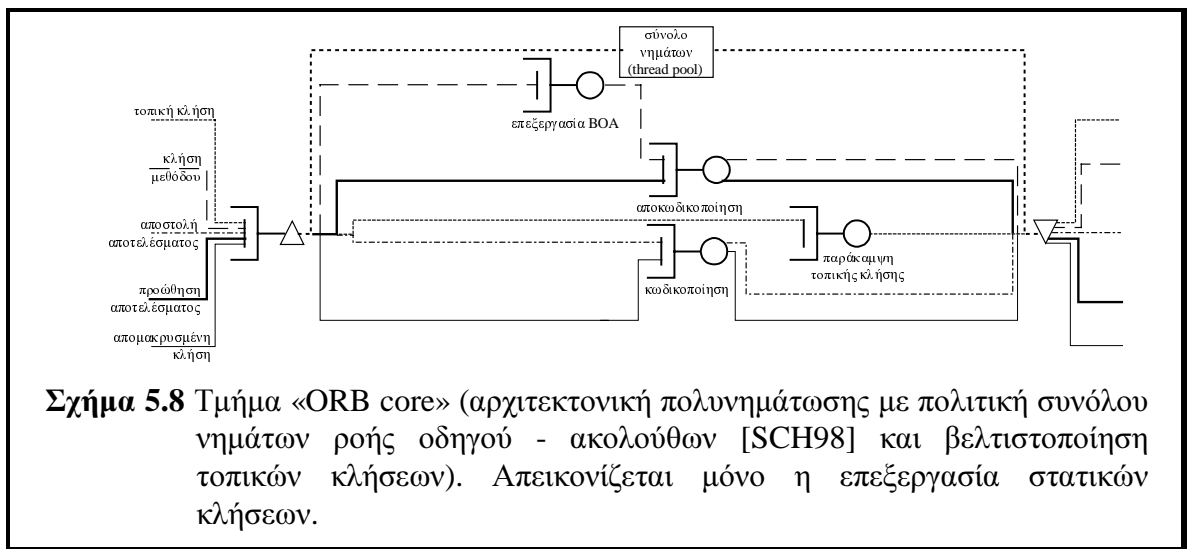 σύνολο
νημάτων
(thread pool)
επεξεργασία BOA
τοπική κλήση
κλήση
μεθόδου
αποστολή
αποτελέσματος
προώθηση
αποτελέσματος
απομακρυσμένη
κλήση
αποκωδικοποίηση
παράκαμψη
τοπικής κλήσης
κωδικοποίηση
Σχήμα 5.8 Τμήμα «ORB core» (αρχιτεκτονική πολυνημάτωσης με πολιτική συνόλου
νημάτων ροής οδηγού - ακολούθων [SCH98] και βελτιστοποίηση
τοπικών κλήσεων). Απεικονίζεται μόνο η επεξεργασία στατικών
κλήσεων.